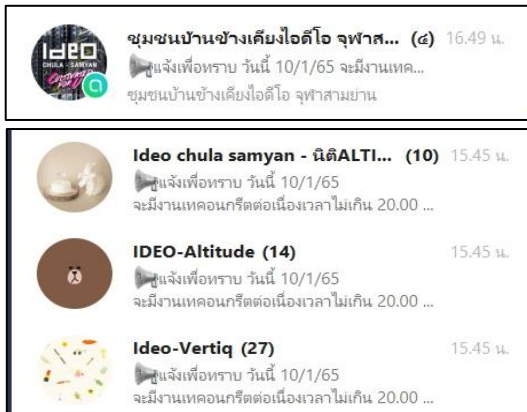 IDEO
CHULA - SAMYAN
ชุมชนบ้านข้างเคียงไอดีโอ จุฬาส... (๔) 16.49 น.
แจ้งเพื่อทราบ วันนี้ 10/1/65 จะมีงานเทค...
ชุมชนบ้านข้างเคียงไอดีโอ จุฬาสามย่าน
Ideo chula samyan - นิติALTI... (10) 15.45 น.
แจ้งเพื่อทราบ วันนี้ 10/1/65
จะมีงานเทคอนกรีตต่อเนื่องเวลาไม่เกิน 20.00 ...
IDEO-Altitude (14) 15.45 น.
แจ้งเพื่อทราบ วันนี้ 10/1/65
จะมีงานเทคอนกรีตต่อเนื่องเวลาไม่เกิน 20.00 ...
Ideo-Vertiq (27) 15.45 น.
แจ้งเพื่อทราบ วันนี้ 10/1/65
จะมีงานเทคอนกรีตต่อเนื่องเวลาไม่เกิน 20.00 ...